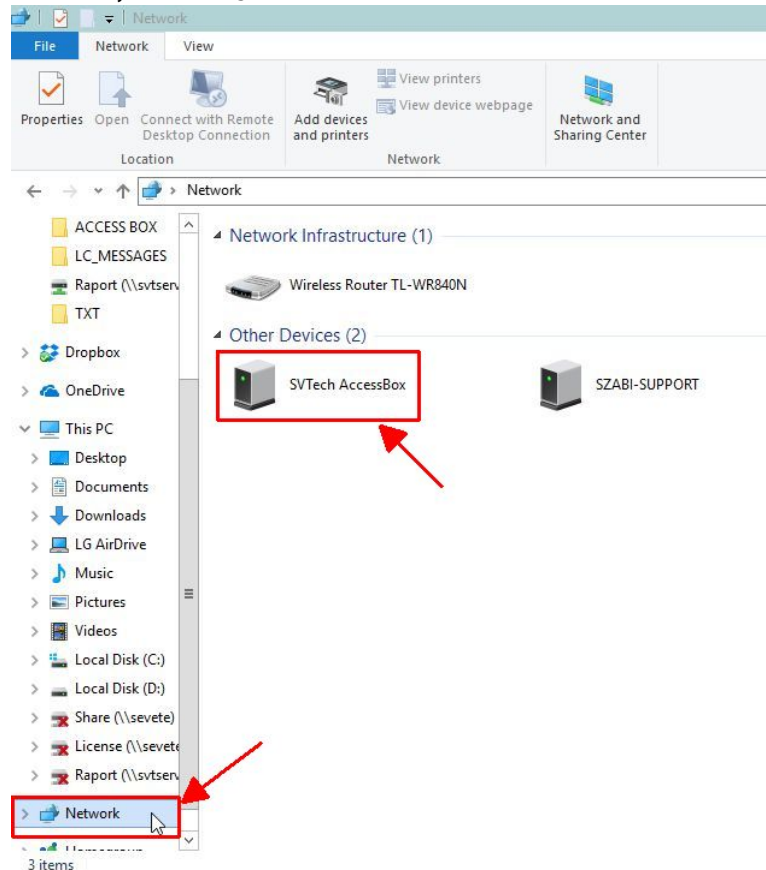 Network
File Network View
Properties
Open
Connect with Remote
Desktop Connection
Add devices
and printers
View printers
View device webpage
Network and
Sharing Center
Location
Network
Network
ACCESS BOX
LC_MESSAGES
Raport (\\svtserv
TXT
Dropbox
OneDrive
This PC
Desktop
Documents
Downloads
LG AirDrive
Music
Pictures
Videos
Local Disk (C:)
Local Disk (D:)
Share (\\sevete)
License (\\sevete
Raport (\\svtserv
Network
Network Infrastructure (1)
Wireless Router TL-WR840N
Other Devices (2)
SVTech AccessBox
SZABI-SUPPORT
3 items